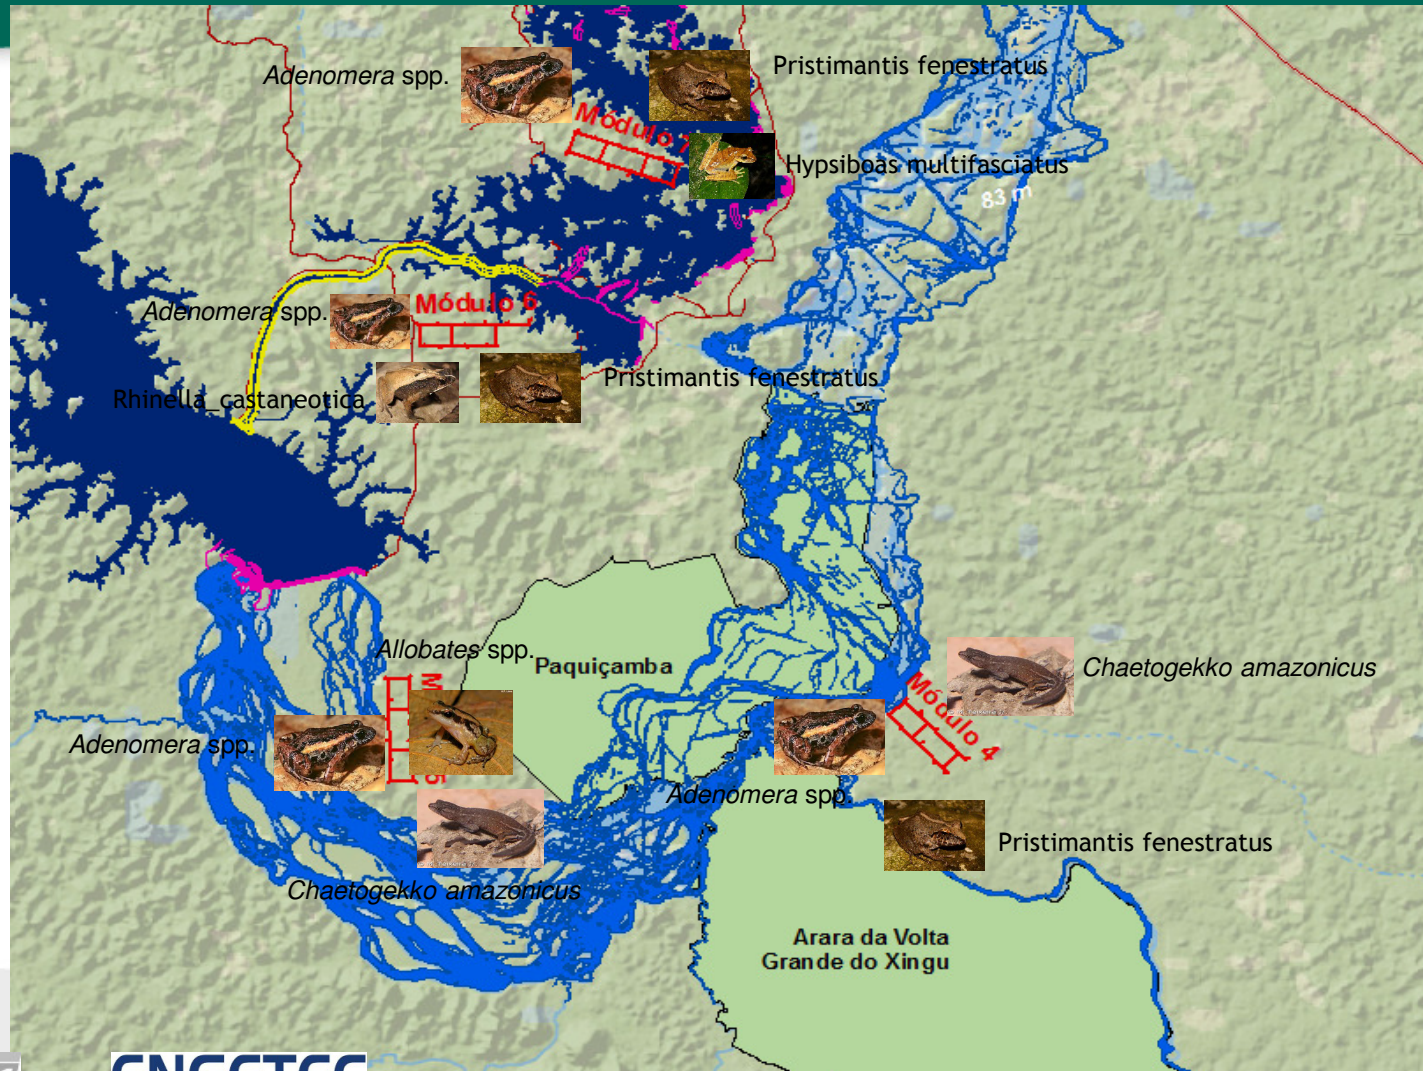 Adenomera spp.
Pristimantis fenestratus
Módulo 7
Hypsiboas multifasciatus
83 m
Adenomera spp.
Módulo 6
Pristimantis fenestratus
Rhinella_castaneotica
Allobates spp.
Paquiçamba
Chaetogekko amazonicus
Módulo 4
Adenomera spp.
Adenomera spp.
Pristimantis fenestratus
Chaetogekko amazonicus
Arara da Volta
Grande do Xingu